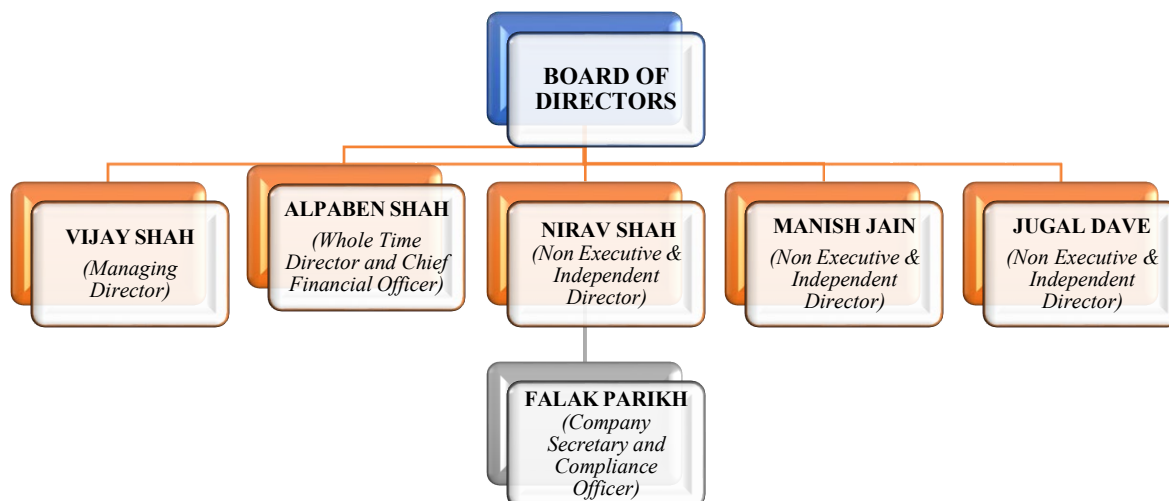 BOARD OF
DIRECTORS
VIJAY SHAH
(Managing
Director)
ALPABEN SHAH
(Whole Time
Director and Chief
Financial Officer)
NIRAV SHAH
(Non Executive &
Independent
Director)
MANISH JAIN
(Non Executive &
Independent
Director)
JUGAL DAVE
(Non Executive &
Independent
Director)
FALAK PARIKH
(Company
Secretary and
Compliance
Officer)